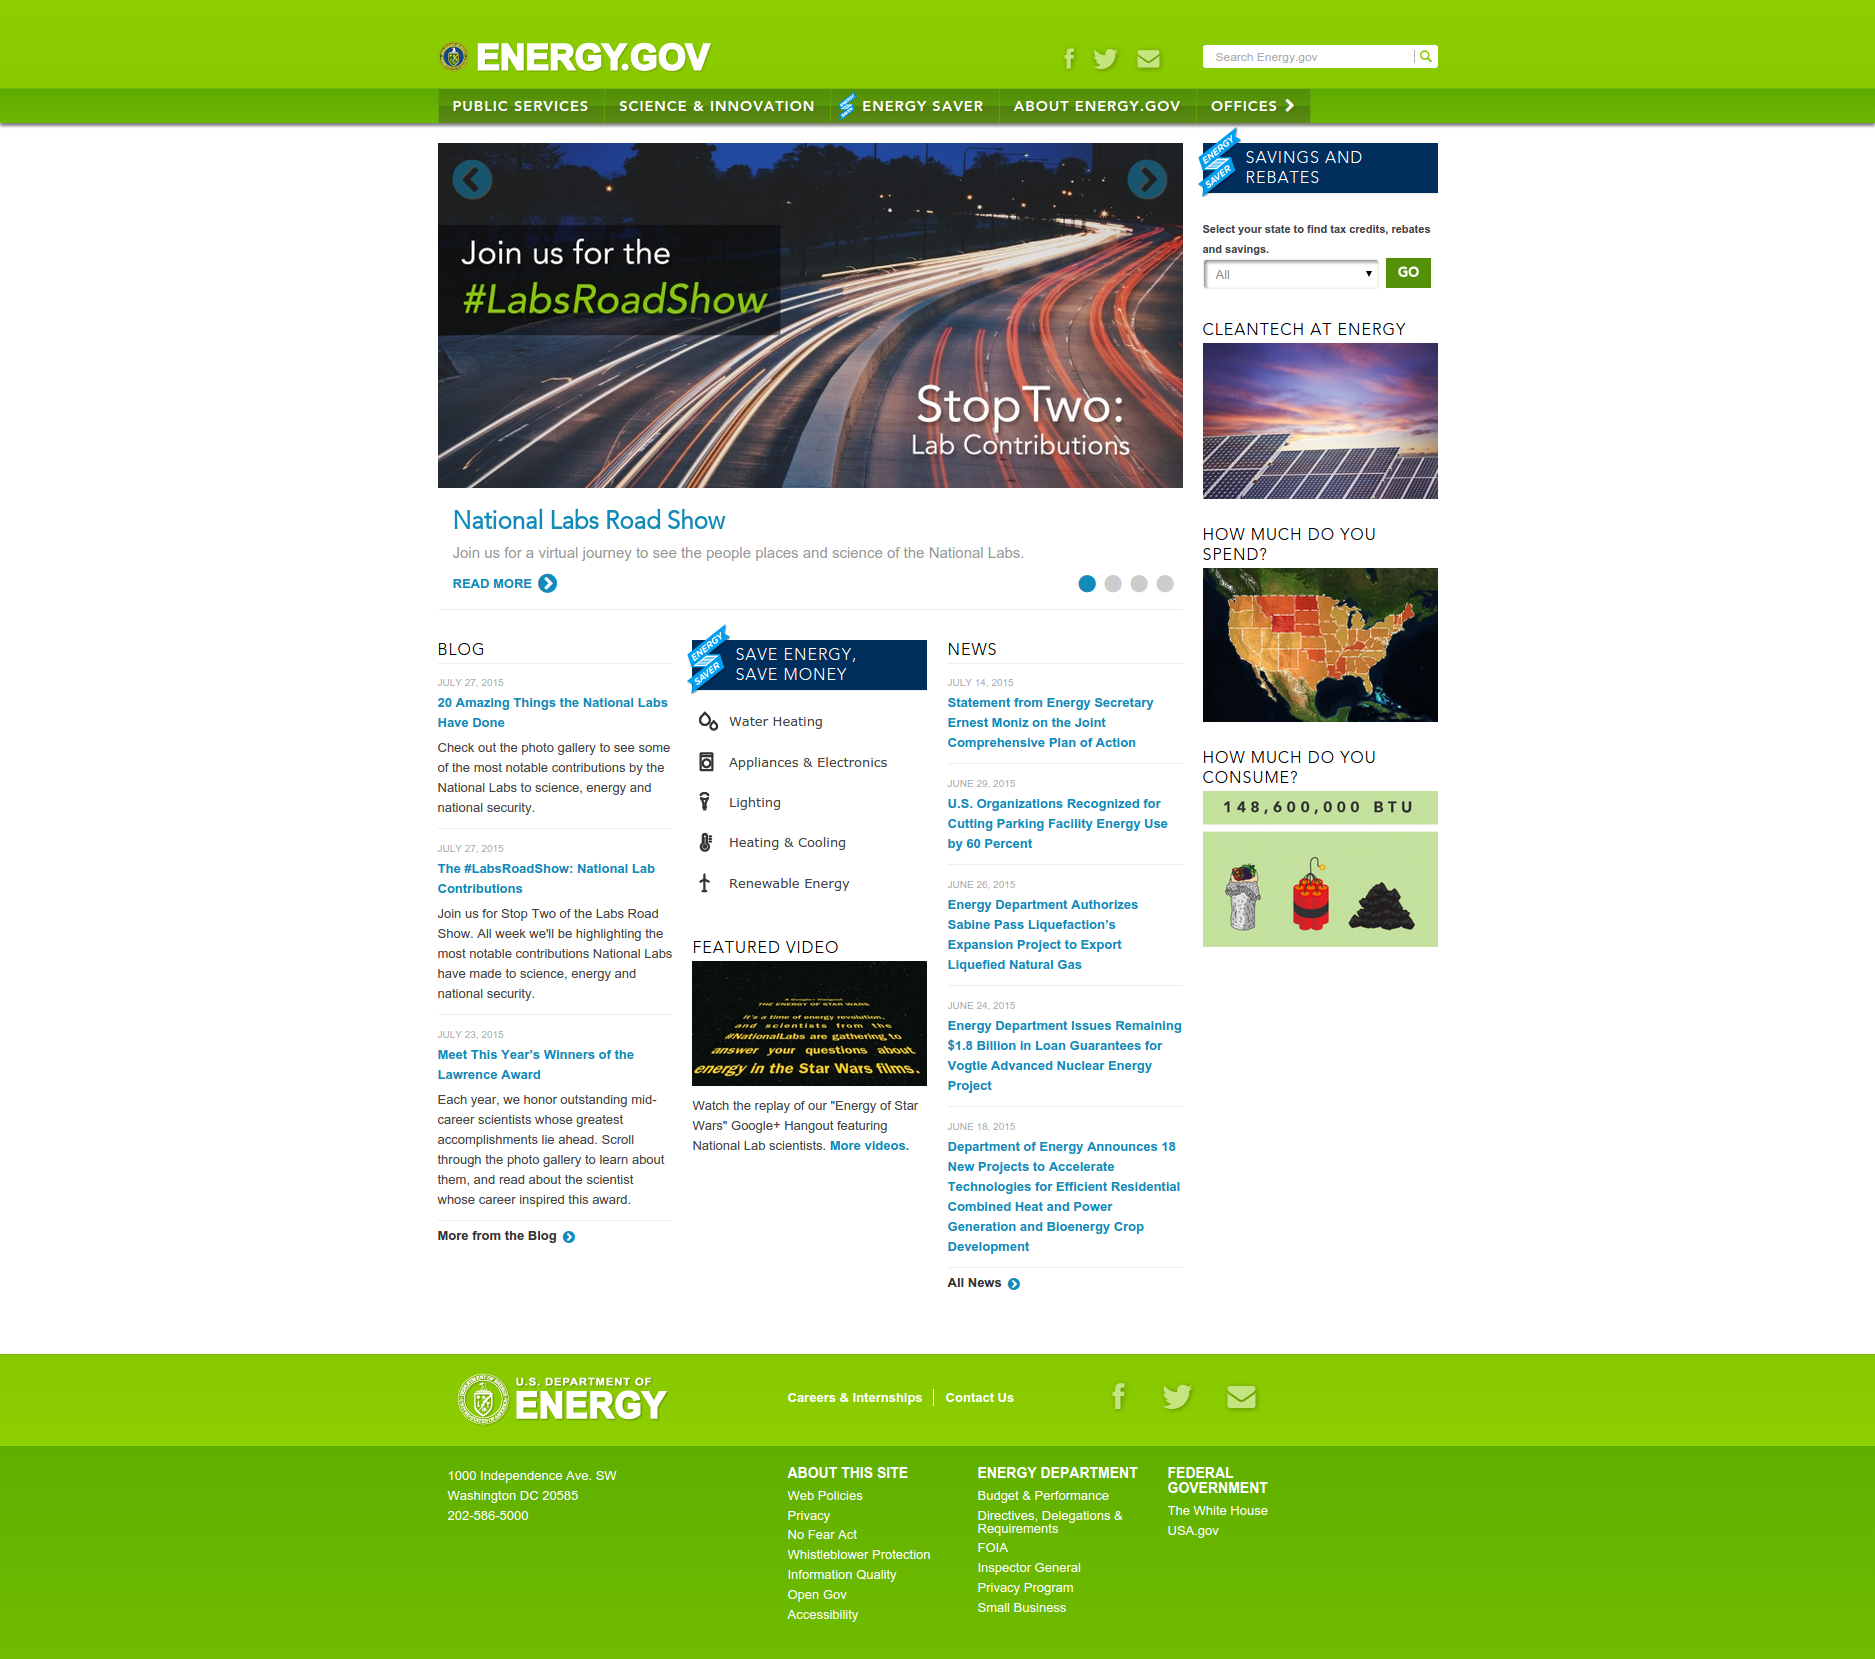 ENERGY.GOV
Search Energy.gov
PUBLIC SERVICES
SCIENCE & INNOVATION
ENERGY SAVER
ABOUT ENERGY.GOV
OFFICES
Join us for the
#LabsRoadShow
StopTwo:
Lab Contributions
National Labs Road Show
Join us for a virtual journey to see the people places and science of the National Labs.
READ MORE
ENERGY
SAVER
SAVINGS AND
REBATES
Select your state to find tax credits, rebates
and savings.
All
GO
CLEANTECH AT ENERGY
HOW MUCH DO YOU
SPEND?
HOW MUCH DO YOU
CONSUME?
148,600,000 BTU
BLOG
JULY 27, 2015
20 Amazing Things the National Labs
Have Done
Check out the photo gallery to see some
of the most notable contributions by the
National Labs to science, energy and
national security.
JULY 27, 2015
The #LabsRoadShow: National Lab
Contributions
Join us for Stop Two of the Labs Road
Show. All week we'll be highlighting the
most notable contributions National Labs
have made to science, energy and
national security.
JULY 23, 2015
Meet This Year's Winners of the
Lawrence Award
Each year, we honor outstanding mid-
career scientists whose greatest
accomplishments lie ahead. Scroll
through the photo gallery to learn about
them, and read about the scientist
whose career inspired this award.
More from the Blog
ENERGY
SAVER
SAVE ENERGY,
SAVE MONEY
Water Heating
Appliances & Electronics
Lighting
Heating & Cooling
Renewable Energy
FEATURED VIDEO
A Google+ Hangout
THE ENERGY OF STAR WARS
It's a time of energy revolution,
and scientists from the
#NationalLabs are gathering to
answer your questions about
energy in the Star Wars films.
Watch the replay of our "Energy of Star
Wars" Google+ Hangout featuring
National Lab scientists. More videos.
NEWS
JULY 14, 2015
Statement from Energy Secretary
Ernest Moniz on the Joint
Comprehensive Plan of Action
JUNE 29, 2015
U.S. Organizations Recognized for
Cutting Parking Facility Energy Use
by 60 Percent
JUNE 26, 2015
Energy Department Authorizes
Sabine Pass Liquefaction's
Expansion Project to Export
Liquefied Natural Gas
JUNE 24, 2015
Energy Department Issues Remaining
$1.8 Billion in Loan Guarantees for
Vogtle Advanced Nuclear Energy
Project
JUNE 18, 2015
Department of Energy Announces 18
New Projects to Accelerate
Technologies for Efficient Residential
Combined Heat and Power
Generation and Bioenergy Crop
Development
All News
U.S. DEPARTMENT OF
ENERGY
Careers & Internships
Contact Us
1000 Independence Ave. SW
Washington DC 20585
202-586-5000
ABOUT THIS SITE
Web Policies
Privacy
No Fear Act
Whistleblower Protection
Information Quality
Open Gov
Accessibility
ENERGY DEPARTMENT
Budget & Performance
Directives, Delegations &
Requirements
FOIA
Inspector General
Privacy Program
Small Business
FEDERAL
GOVERNMENT
The White House
USA.gov